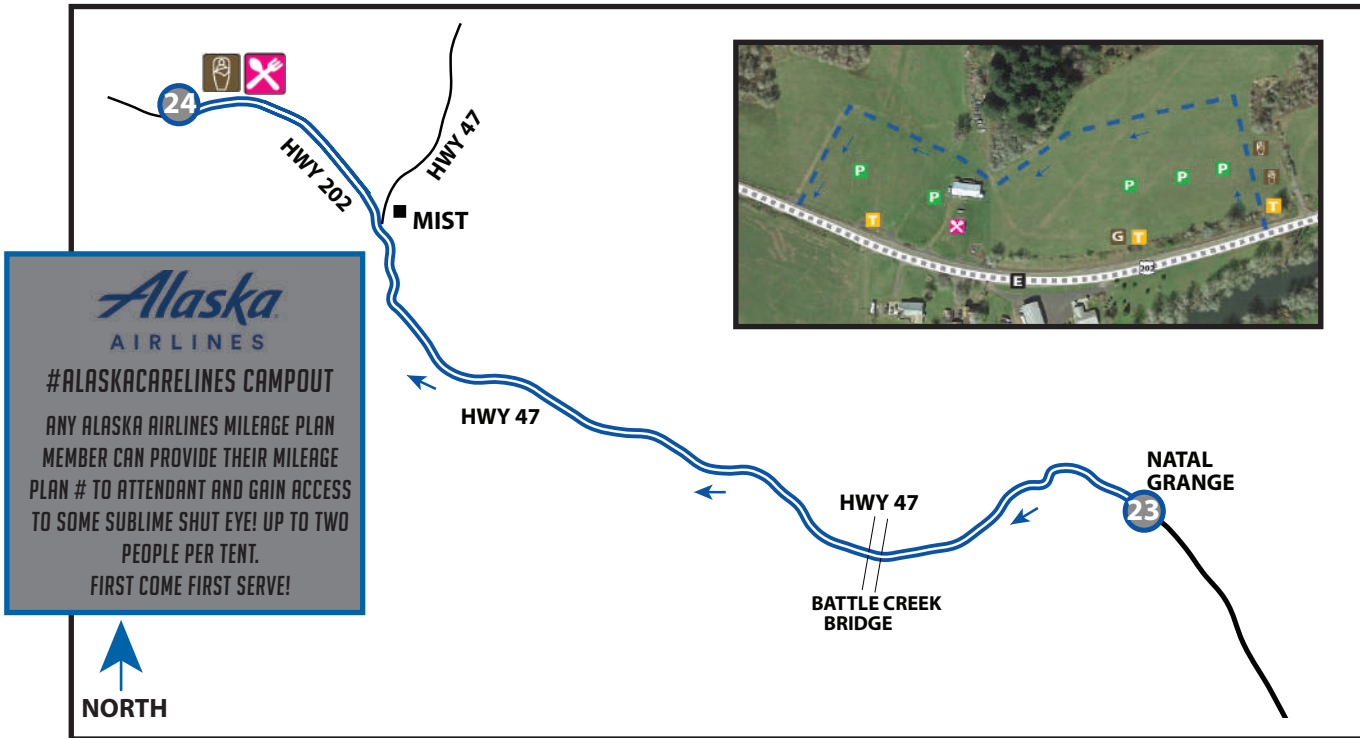 24
HWY 202
HWY 47
MIST
P
P
P
P
P
T
T
G
T
E
202
Alaska
AIRLINES
#ALASKACARELINES CAMPOUT
ANY ALASKA AIRLINES MILEAGE PLAN
MEMBER CAN PROVIDE THEIR MILEAGE
PLAN # TO ATTENDANT AND GAIN ACCESS
TO SOME SUBLIME SHUT EYE! UP TO TWO
PEOPLE PER TENT.
FIRST COME FIRST SERVE!
HWY 47
HWY 47
BATTLE CREEK
BRIDGE
NATAL
GRANGE
23
NORTH